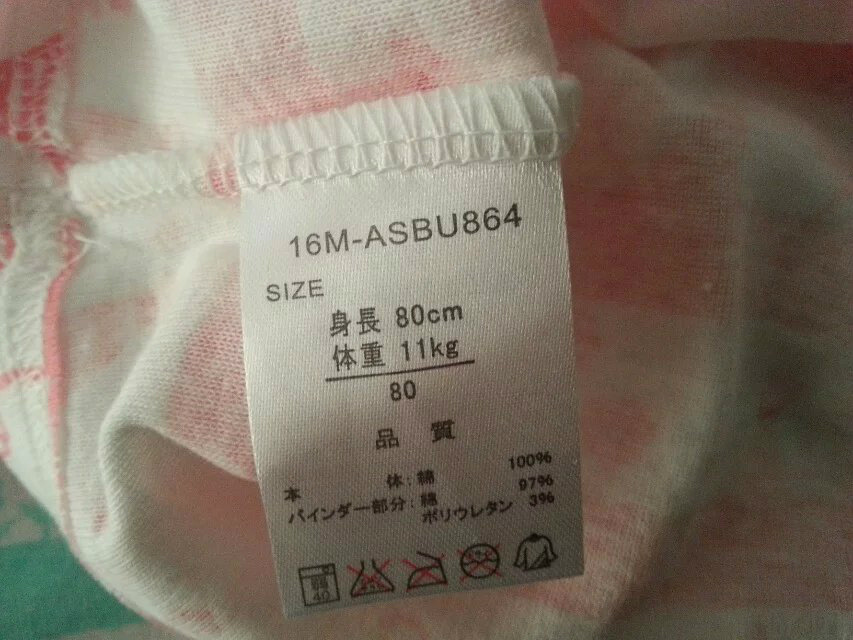 16M-ASBU864
SIZE
身長 80cm
体重 11kg
80
品 質
本 体:綿 100%
バインダー部分:綿 97%
ポリウレタン 3%
40